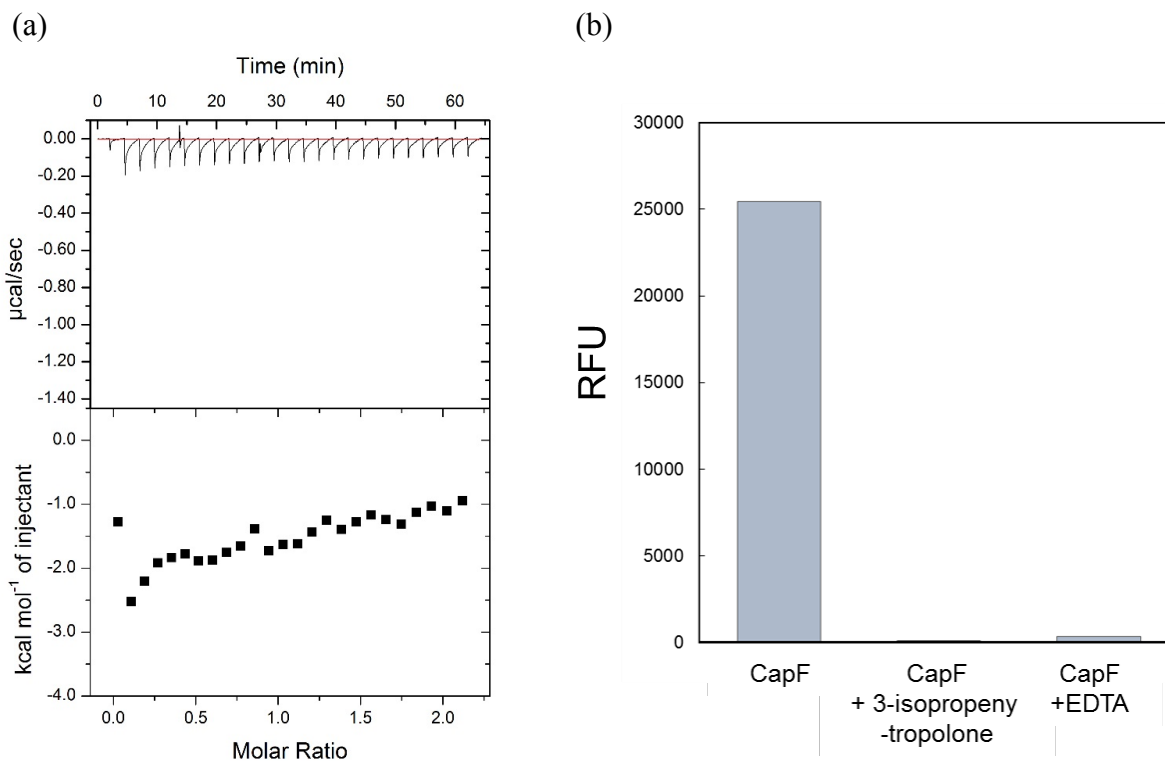 (a)
Time (min)
0 10 20 30 40 50 60
0.00
-0.20
-0.40
-0.60
-0.80
-1.00
-1.20
-1.40
µcal/sec
0.0
-1.0
-2.0
-3.0
-4.0
kcal mol⁻¹ of injectant
0.0 0.5 1.0 1.5 2.0
Molar Ratio
(b)
30000
25000
20000
15000
10000
5000
0
RFU
CapF
CapF
+ 3-isopropeny
-tropolone
CapF
+EDTA